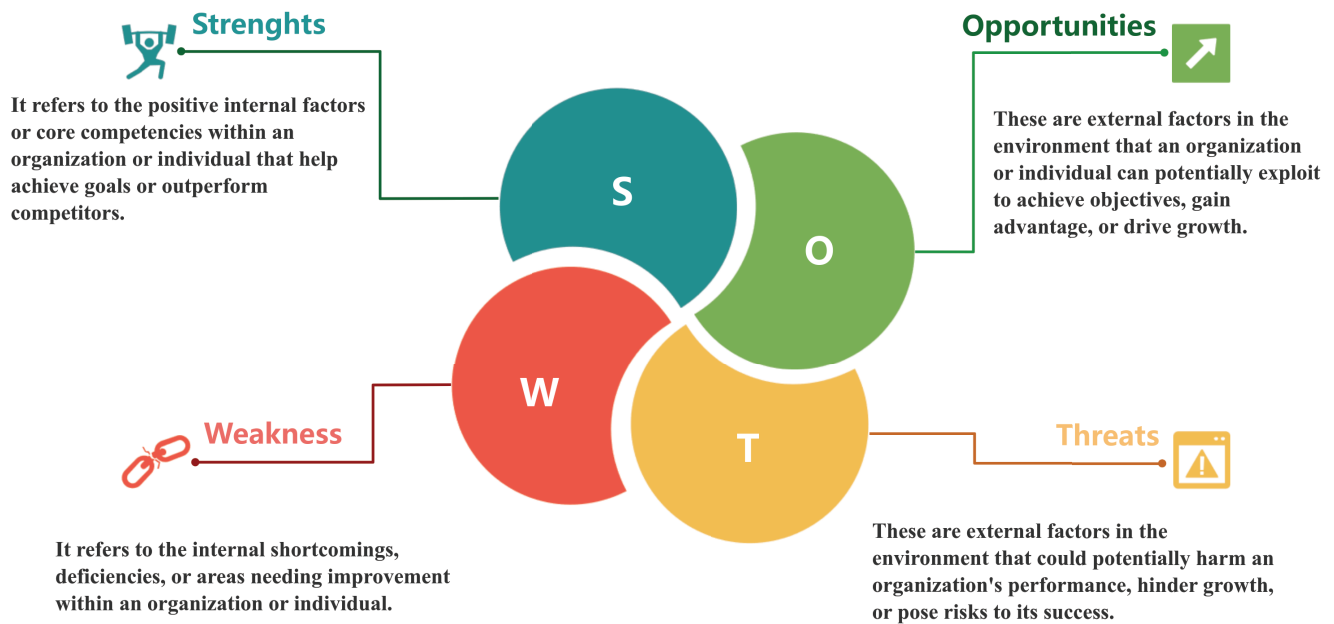 Strenghts
It refers to the positive internal factors
or core competencies within an
organization or individual that help
achieve goals or outperform
competitors.
Opportunities
These are external factors in the
environment that an organization
or individual can potentially exploit
to achieve objectives, gain
advantage, or drive growth.
S
O
W
T
Weakness
It refers to the internal shortcomings,
deficiencies, or areas needing improvement
within an organization or individual.
Threats
These are external factors in the
environment that could potentially harm an
organization's performance, hinder growth,
or pose risks to its success.